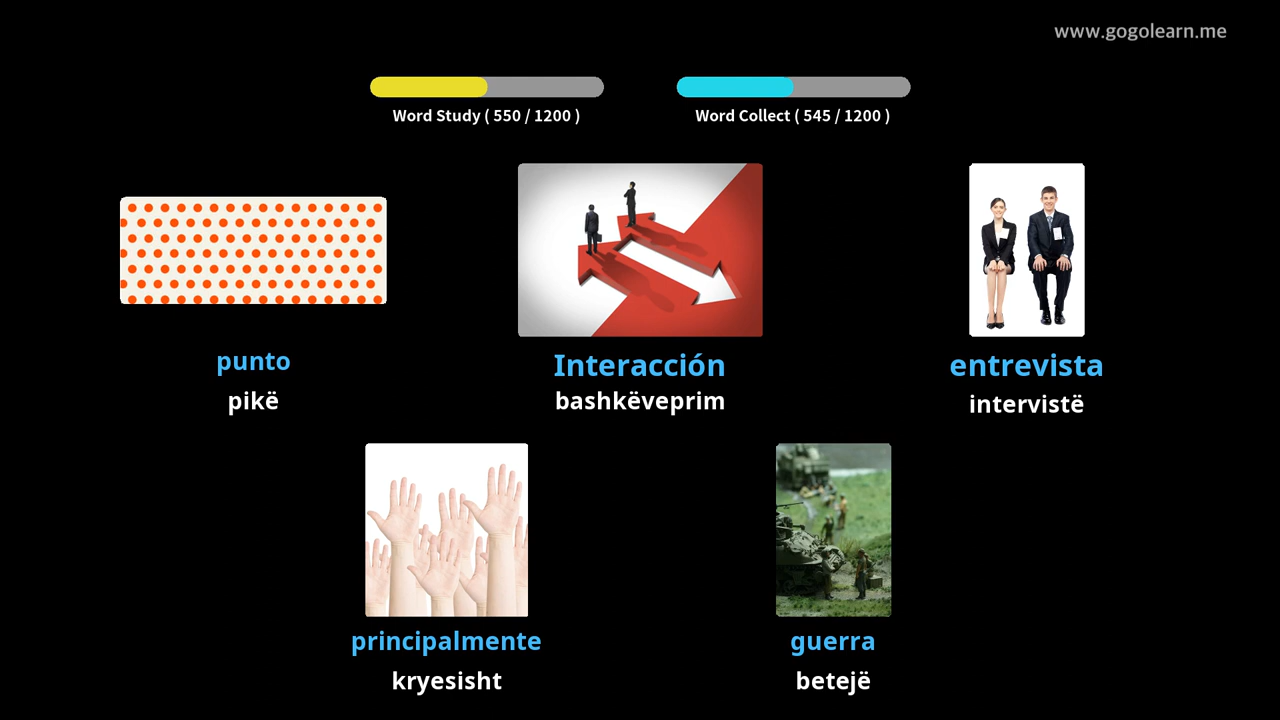 www.gogolearn.me
Word Study ( 550 / 1200 )
Word Collect ( 545 / 1200 )
punto
pikë
Interacción
bashkëveprim
entrevista
intervistë
principalmente
kryesisht
guerra
betejë